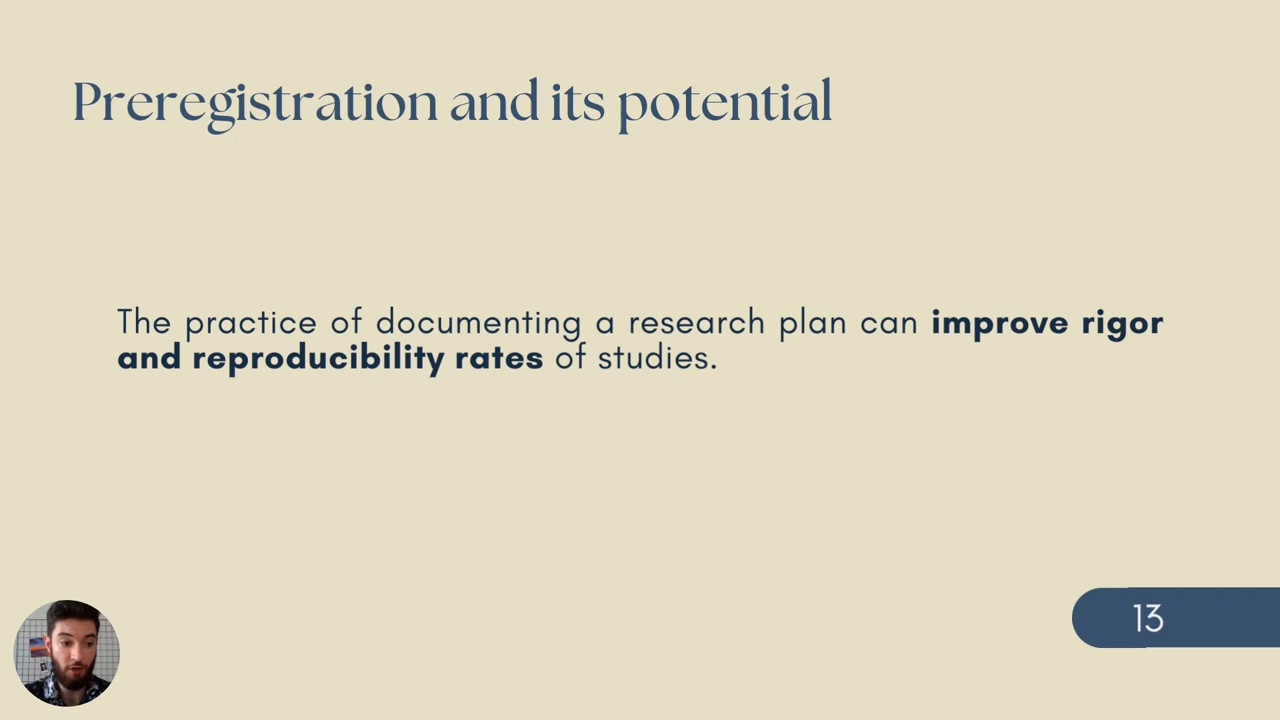 Preregistration and its potential
The practice of documenting a research plan can improve rigor
and reproducibility rates of studies.
13